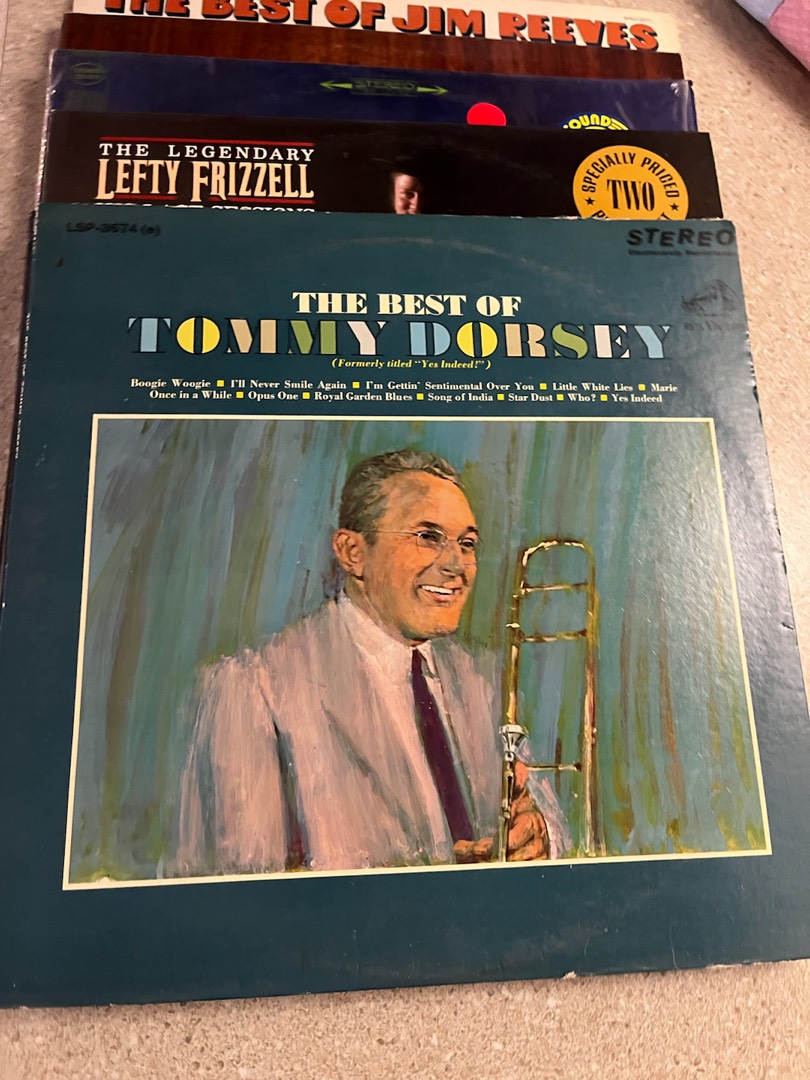 THE BEST OF JIM REEVES
STEREO
THE LEGENDARY
LEFTY FRIZZELL
SPECIALLY PRICED
TWO
LSP-3674 (e)
STEREO
THE BEST OF
TOMMY DORSEY
(Formerly titled "Yes Indeed!")
Boogie Woogie ■ I'll Never Smile Again ■ I'm Gettin' Sentimental Over You ■ Little White Lies ■ Marie
Once in a While ■ Opus One ■ Royal Garden Blues ■ Song of India ■ Star Dust ■ Who? ■ Yes Indeed